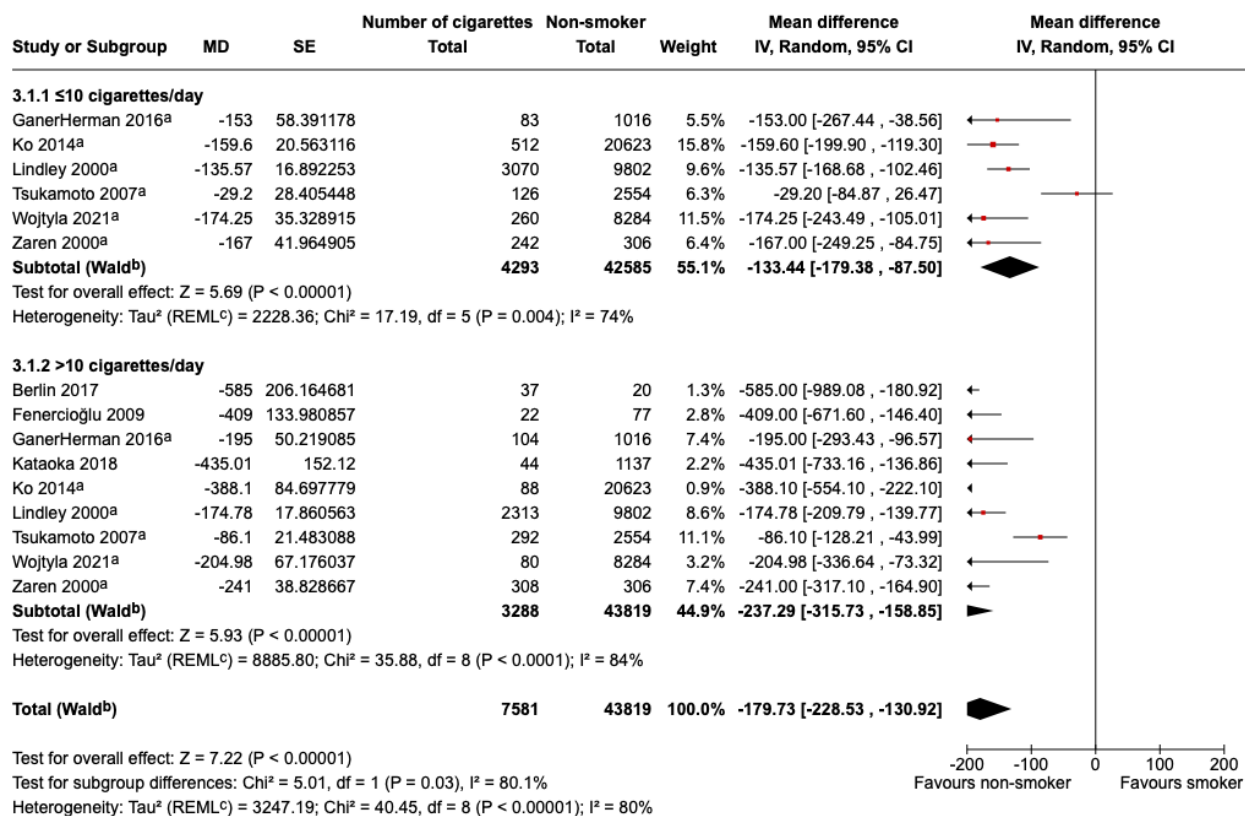 Number of cigarettes Non-smoker Mean difference Mean difference
Study or Subgroup MD SE Total Total Weight IV, Random, 95% CI IV, Random, 95% CI
3.1.1 ≤10 cigarettes/day
GanerHerman 2016ª -153 58.391178 83 1016 5.5% -153.00 [-267.44 , -38.56]
Ko 2014ª -159.6 20.563116 512 20623 15.8% -159.60 [-199.90 , -119.30]
Lindley 2000ª -135.57 16.892253 3070 9802 9.6% -135.57 [-168.68 , -102.46]
Tsukamoto 2007ª -29.2 28.405448 126 2554 6.3% -29.20 [-84.87 , 26.47]
Wojtyla 2021ª -174.25 35.328915 260 8284 11.5% -174.25 [-243.49 , -105.01]
Zaren 2000ª -167 41.964905 242 306 6.4% -167.00 [-249.25 , -84.75]
Subtotal (Waldᵇ) 4293 42585 55.1% -133.44 [-179.38 , -87.50]
Test for overall effect: Z = 5.69 (P < 0.00001)
Heterogeneity: Tau² (REMLᶜ) = 2228.36; Chi² = 17.19, df = 5 (P = 0.004); I² = 74%
3.1.2 >10 cigarettes/day
Berlin 2017 -585 206.164681 37 20 1.3% -585.00 [-989.08 , -180.92]
Fenercioğlu 2009 -409 133.980857 22 77 2.8% -409.00 [-671.60 , -146.40]
GanerHerman 2016ª -195 50.219085 104 1016 7.4% -195.00 [-293.43 , -96.57]
Kataoka 2018 -435.01 152.12 44 1137 2.2% -435.01 [-733.16 , -136.86]
Ko 2014ª -388.1 84.697779 88 20623 0.9% -388.10 [-554.10 , -222.10]
Lindley 2000ª -174.78 17.860563 2313 9802 8.6% -174.78 [-209.79 , -139.77]
Tsukamoto 2007ª -86.1 21.483088 292 2554 11.1% -86.10 [-128.21 , -43.99]
Wojtyla 2021ª -204.98 67.176037 80 8284 3.2% -204.98 [-336.64 , -73.32]
Zaren 2000ª -241 38.828667 308 306 7.4% -241.00 [-317.10 , -164.90]
Subtotal (Waldᵇ) 3288 43819 44.9% -237.29 [-315.73 , -158.85]
Test for overall effect: Z = 5.93 (P < 0.00001)
Heterogeneity: Tau² (REMLᶜ) = 8885.80; Chi² = 35.88, df = 8 (P < 0.0001); I² = 84%
Total (Waldᵇ) 7581 43819 100.0% -179.73 [-228.53 , -130.92]
Test for overall effect: Z = 7.22 (P < 0.00001)
Test for subgroup differences: Chi² = 5.01, df = 1 (P = 0.03), I² = 80.1%
Heterogeneity: Tau² (REMLᶜ) = 3247.19; Chi² = 40.45, df = 8 (P < 0.00001); I² = 80%
-200 -100 0 100 200
Favours non-smoker Favours smoker